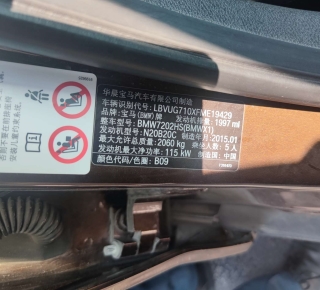 华晨宝马汽车有限公司制造
车辆识别代号: LBVUG710XFME19429
品牌: 宝马(BMW)牌 发动机排量: 1997 ml
整车型号: BMW7202HS(BMWX1)
发动机型号: N20B20C 制造年月: 2015.01
最大允许总质量: 2060 kg 乘坐人数: 5 人
发动机最大净功率: 115 kW 制造国: 中国
颜色代码/色圈: B09